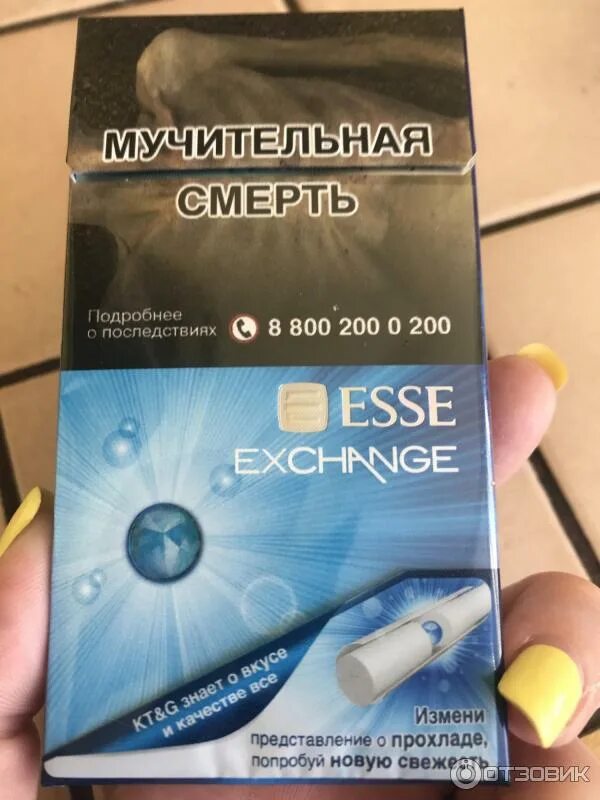 МУЧИТЕЛЬНАЯ
СМЕРТЬ
Подробнее
о последствиях
8 800 200 0 200
ESSE
EXCHANGE
KT&G знает о вкусе
и качестве все
Измени
представление о прохладе,
попробуй новую свежесть
ОТЗОВИК